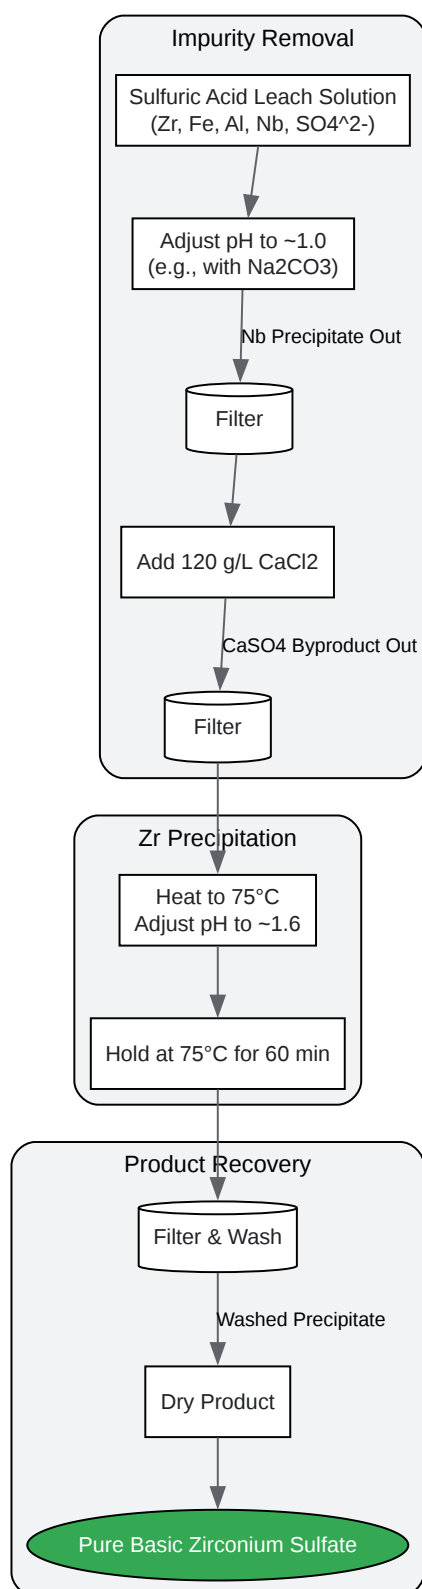 Impurity Removal
Sulfuric Acid Leach Solution
(Zr, Fe, Al, Nb, SO4^2-)
Adjust pH to ~1.0
(e.g., with Na2CO3)
Nb Precipitate Out
Filter
Add 120 g/L CaCl2
CaSO4 Byproduct Out
Filter
Zr Precipitation
Heat to 75°C
Adjust pH to ~1.6
Hold at 75°C for 60 min
Product Recovery
Filter & Wash
Washed Precipitate
Dry Product
Pure Basic Zirconium Sulfate